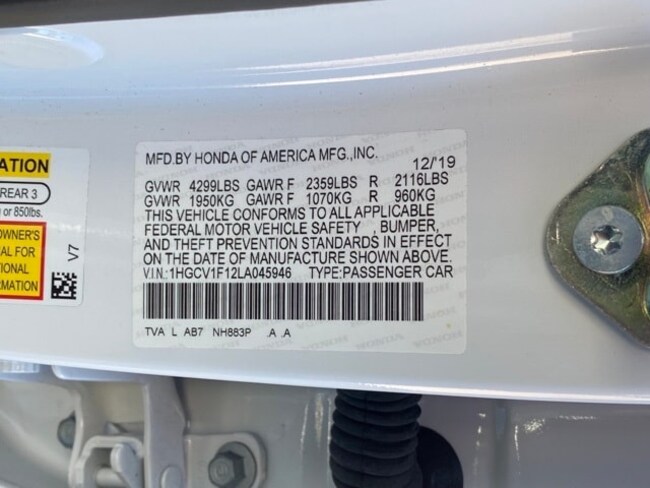 ATION
REAR 3
or 850lbs.
OWNER'S
AL FOR
IONAL
MATION
V7
MFD.BY HONDA OF AMERICA MFG.,INC.
12/'19
GVWR 4299LBS GAWR F 2359LBS R 2116LBS
GVWR 1950KG GAWR F 1070KG R 960KG
THIS VEHICLE CONFORMS TO ALL APPLICABLE
FEDERAL MOTOR VEHICLE SAFETY , BUMPER,
AND THEFT PREVENTION STANDARDS IN EFFECT
ON THE DATE OF MANUFACTURE SHOWN ABOVE.
V.I.N.:1HGCV1F12LA045946 TYPE:PASSENGER CAR
TVA L AB7 NH883P A A